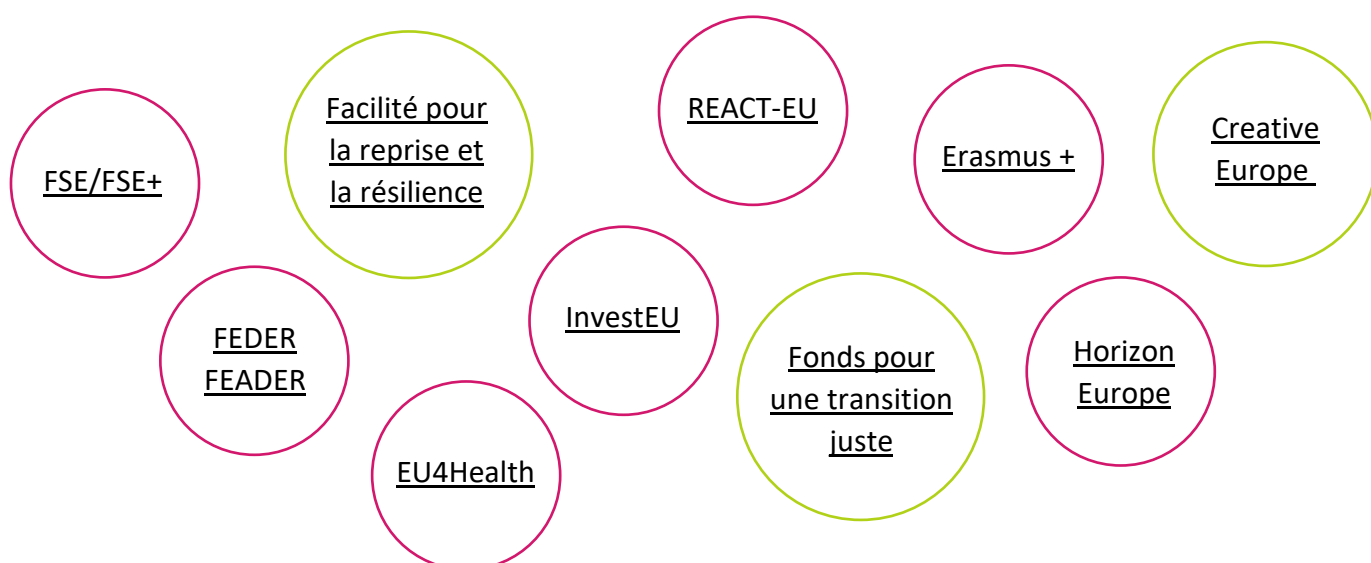 FSE/FSE+
Facilité pour
la reprise et
la résilience
REACT-EU
Erasmus +
Creative
Europe
FEDER
FEADER
InvestEU
EU4Health
Fonds pour
une transition
juste
Horizon
Europe